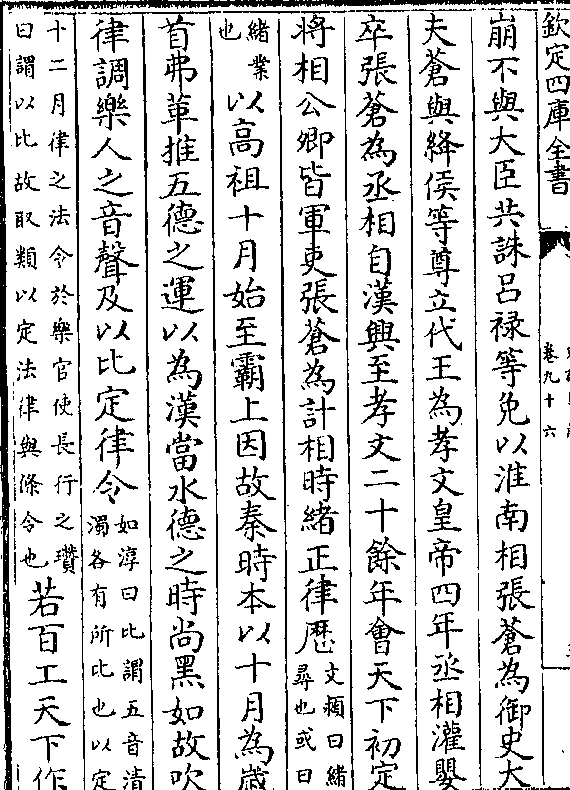 欽定四庫全書
卷九十六
崩不與大臣共誅呂禄等免以淮南相張蒼為御史大
夫蒼與絳侯等尊立代王為孝文皇帝四年丞相灌嬰
卒張蒼為丞相自漢興至孝文二十餘年會天下初定
將相公卿皆軍吏張蒼為計相時緒正律厯
文頴曰緒
尋也或曰
緒業
也
以高祖十月始至霸上因故秦時本以十月為歳
首弗革推五德之運以為漢當水德之時尚黑如故吹
律調樂人之音聲及以比定律令
如淳曰比謂五音清
濁各有所比也以定
十二月律之法令於樂官使長行之瓚
曰謂以比故取類以定法律與條令也
若百工天下作